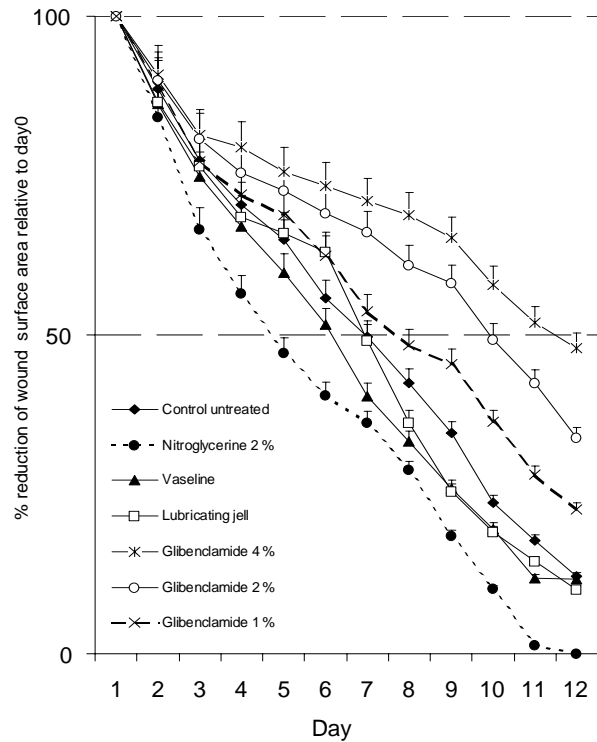 % reduction of wound surface area relative to day0
100
50
0
Control untreated
Nitroglycerine 2 %
Vaseline
Lubricating jell
Glibenclamide 4 %
Glibenclamide 2 %
Glibenclamide 1 %
1 2 3 4 5 6 7 8 9 10 11 12
Day